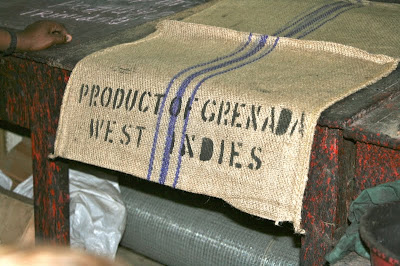 PRODUCT OF GRENADA
WEST INDIES